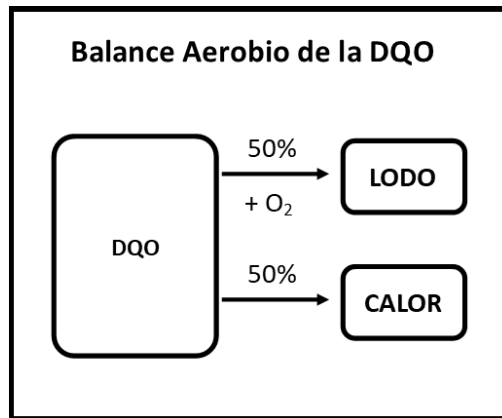 Balance Aerobio de la DQO
50%
LODO
+ O₂
DQO
50%
CALOR